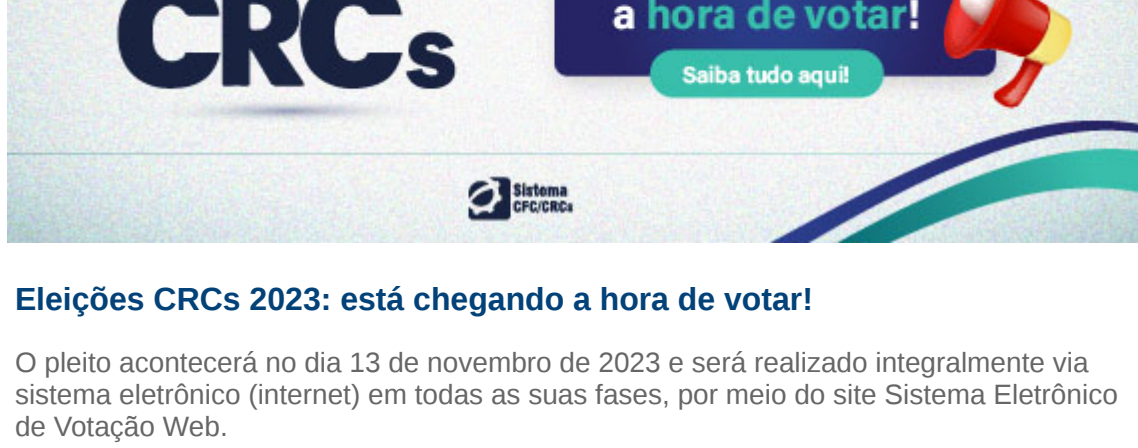 CRCs
a hora de votar!
Saiba tudo aqui!
Sistema
CFC/CRCs
Eleições CRCs 2023: está chegando a hora de votar!
O pleito acontecerá no dia 13 de novembro de 2023 e será realizado integralmente via
sistema eletrônico (internet) em todas as suas fases, por meio do site Sistema Eletrônico
de Votação Web.